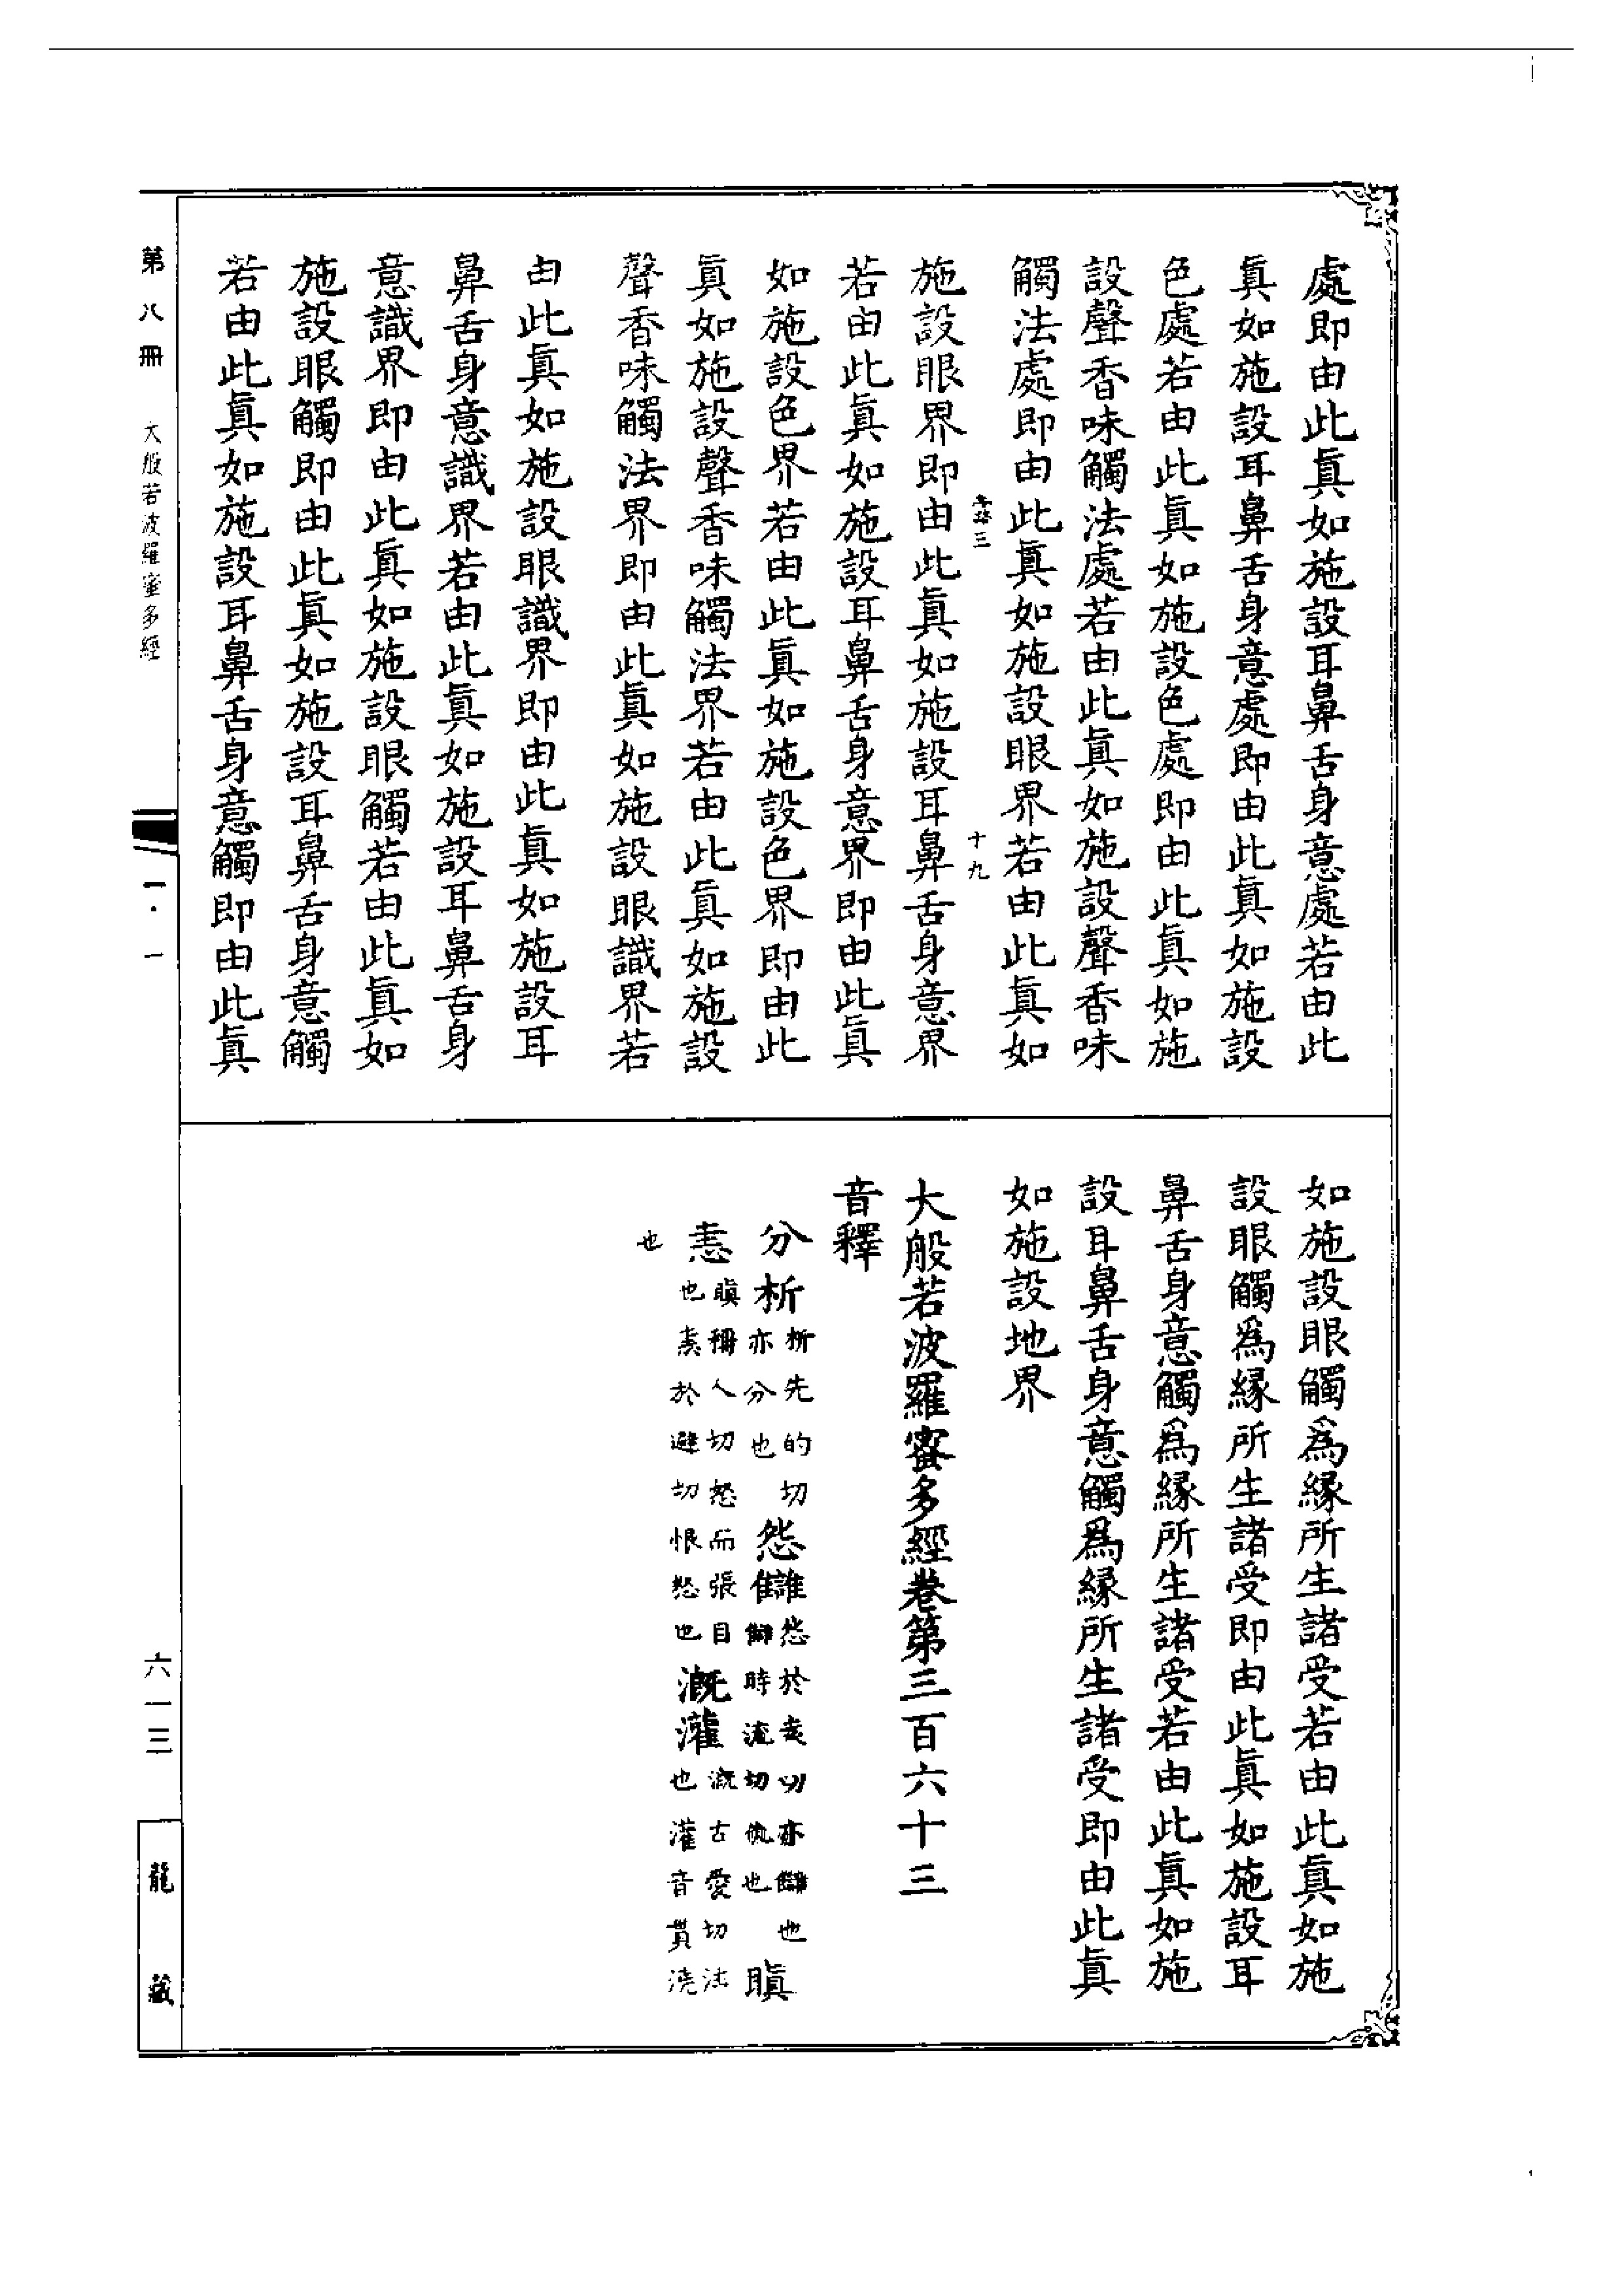 處即由此眞如施設耳鼻舌身意處若由此
眞如施設耳鼻舌身意處即由此眞如施設
色處若由此眞如施設色處即由此眞如施
設聲香味觸法處若由此眞如施設聲香味
觸法處即由此眞如施設眼界若由此眞如
十九
施設眼界即由此眞如施設耳鼻舌身意界
若由此眞如施設耳鼻舌身意界即由此眞
如施設色界若由此眞如施設色界即由此
眞如施設聲香味觸法界若由此眞如施設
聲香味觸法界即由此眞如施設眼識界若
由此眞如施設眼識界即由此眞如施設耳
鼻舌身意識界若由此眞如施設耳鼻舌身
意識界即由此眞如施設眼觸若由此眞如
施設眼觸即由此眞如施設耳鼻舌身意觸
若由此眞如施設耳鼻舌身意觸即由此眞
如施設眼觸爲緣所生諸受若由此眞如施
設眼觸爲緣所生諸受即由此眞如施設耳
鼻舌身意觸爲緣所生諸受若由此眞如施
設耳鼻舌身意觸爲緣所生諸受即由此眞
如施設地界
大般若波羅蜜多經卷第三百六十三
音釋
分析析先的切亦分也 怨讎怨於袁切亦讎也讎時流切仇也 瞋
恚瞋稱人切怒而張目也恚於避切恨怒也 溉灌溉古愛切注也灌音貫澆
也
第八冊 大般若波羅蜜多經 一·一 六一三 龍藏